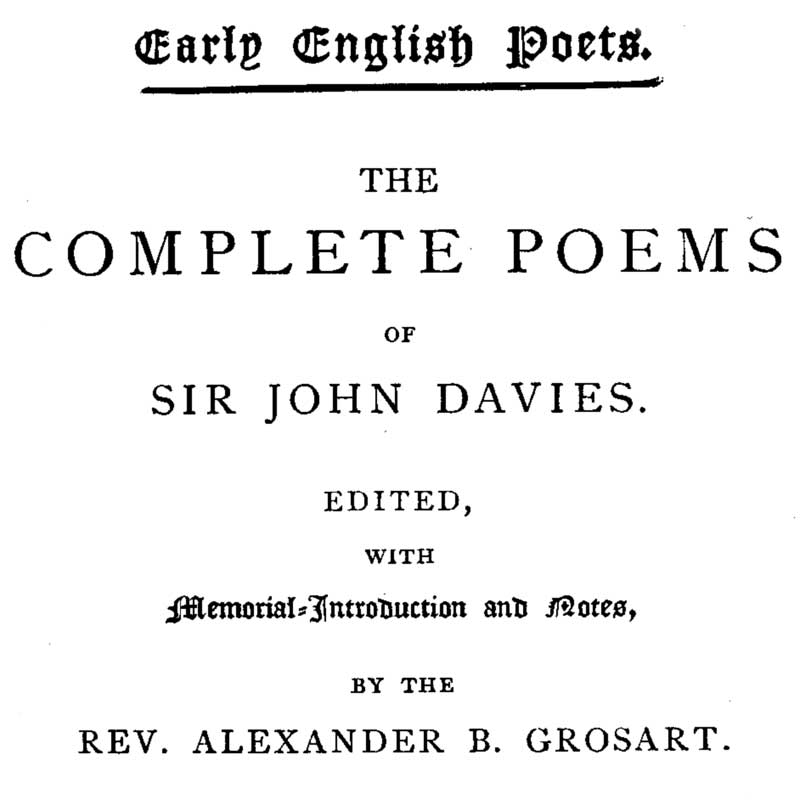 Early English Poets.
THE
COMPLETE POEMS
OF
SIR JOHN DAVIES.
EDITED,
WITH
Memorial=Introduction and Notes,
BY THE
REV. ALEXANDER B. GROSART.